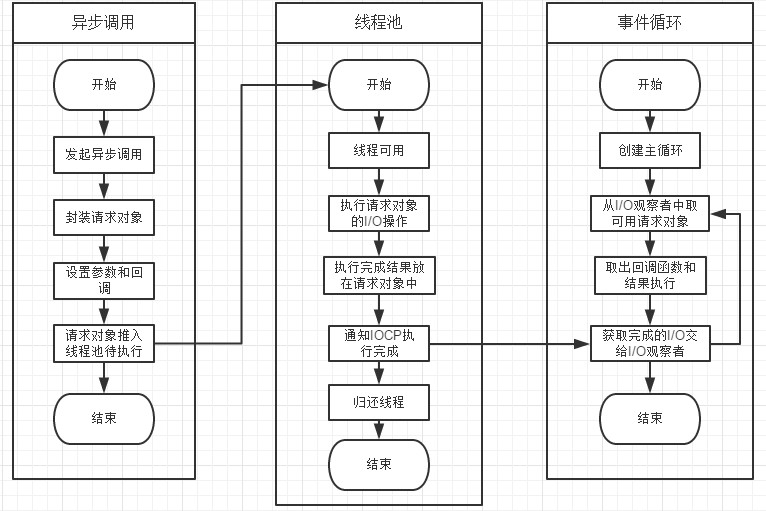 异步调用
开始
发起异步调用
封装请求对象
设置参数和回
调
请求对象推入
线程池待执行
结束
线程池
开始
线程可用
执行请求对象
的I/O操作
执行完成结果放
在请求对象中
通知IOCP执
行完成
归还线程
结束
事件循环
开始
创建主循环
从I/O观察者中取
可用请求对象
取出回调函数和
结果执行
获取完成的I/O交
给I/O观察者
结束